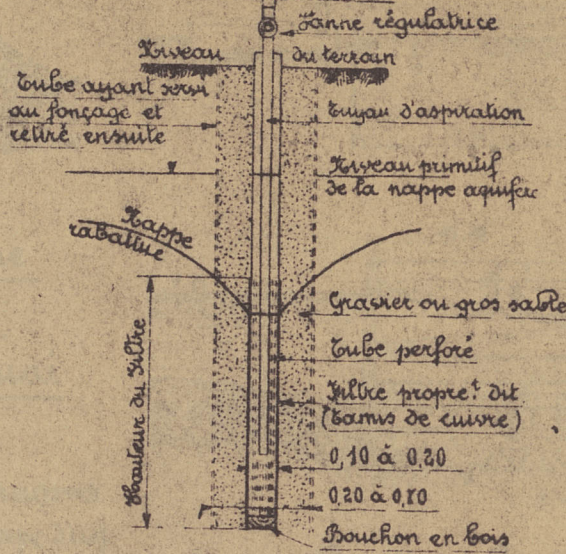 Vanne régulatrice
Niveau du terrain
Tube ayant servi
au fonçage et
retiré ensuite
Tuyau d'aspiration
Niveau primitif
de la nappe aquifère
Nappe
rabattue
Gravier ou gros sable
Hauteur du Filtre
Tube perforé
Filtre propre.t dit
(Tamis de cuivre)
0,10 à 0,20
0,20 à 0,80
Bouchon en bois